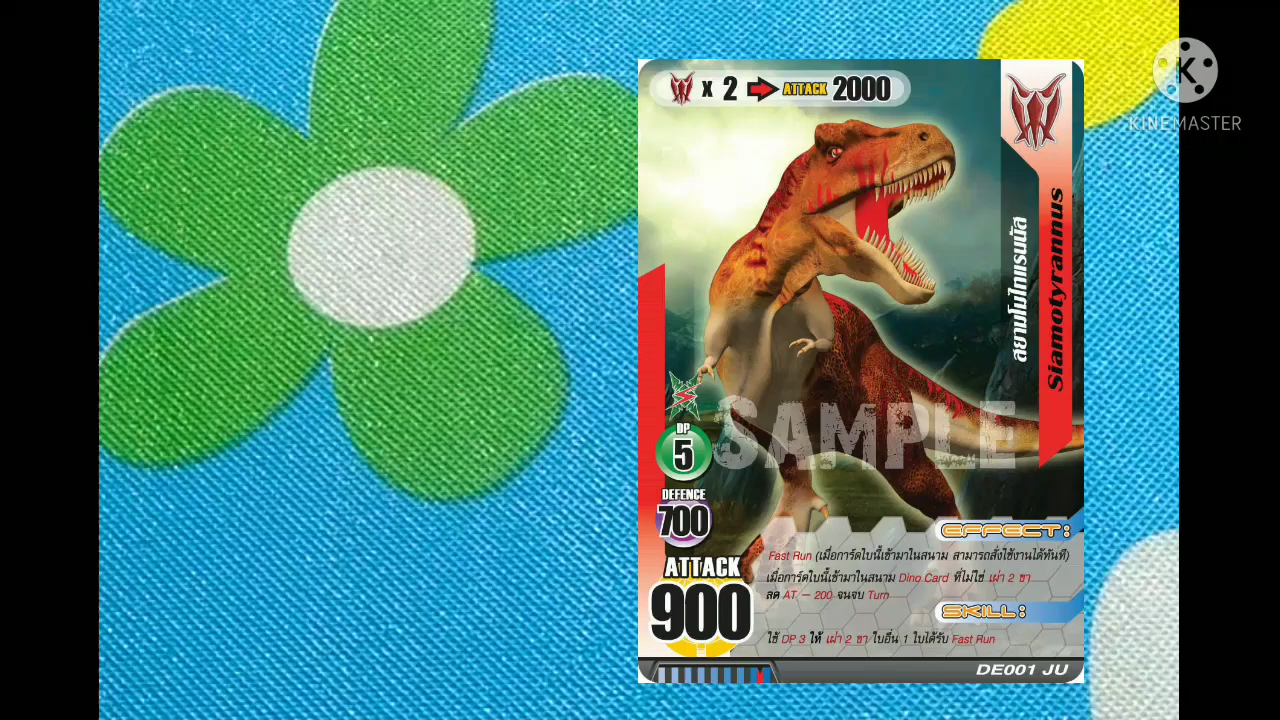 x 2 ATTACK 2000
KINEMASTER
สยามโมไทแรนนัส
Siamotyrannus
SAMPLE
DP
5
DEFENCE
700
ATTACK
900
EFFECT:
Fast Run (เมื่อการ์ดใบนี้เข้ามาในสนาม สามารถสั่งใช้งานได้ทันที)
เมื่อการ์ดใบนี้เข้ามาในสนาม Dino Card ที่ไม่ใช่ เผ่า 2 ขา
ลด AT – 200 จนจบ Turn
SKILL:
ใช้ DP 3 ให้ เผ่า 2 ขา ใบอื่น 1 ใบได้รับ Fast Run
DE001 JU